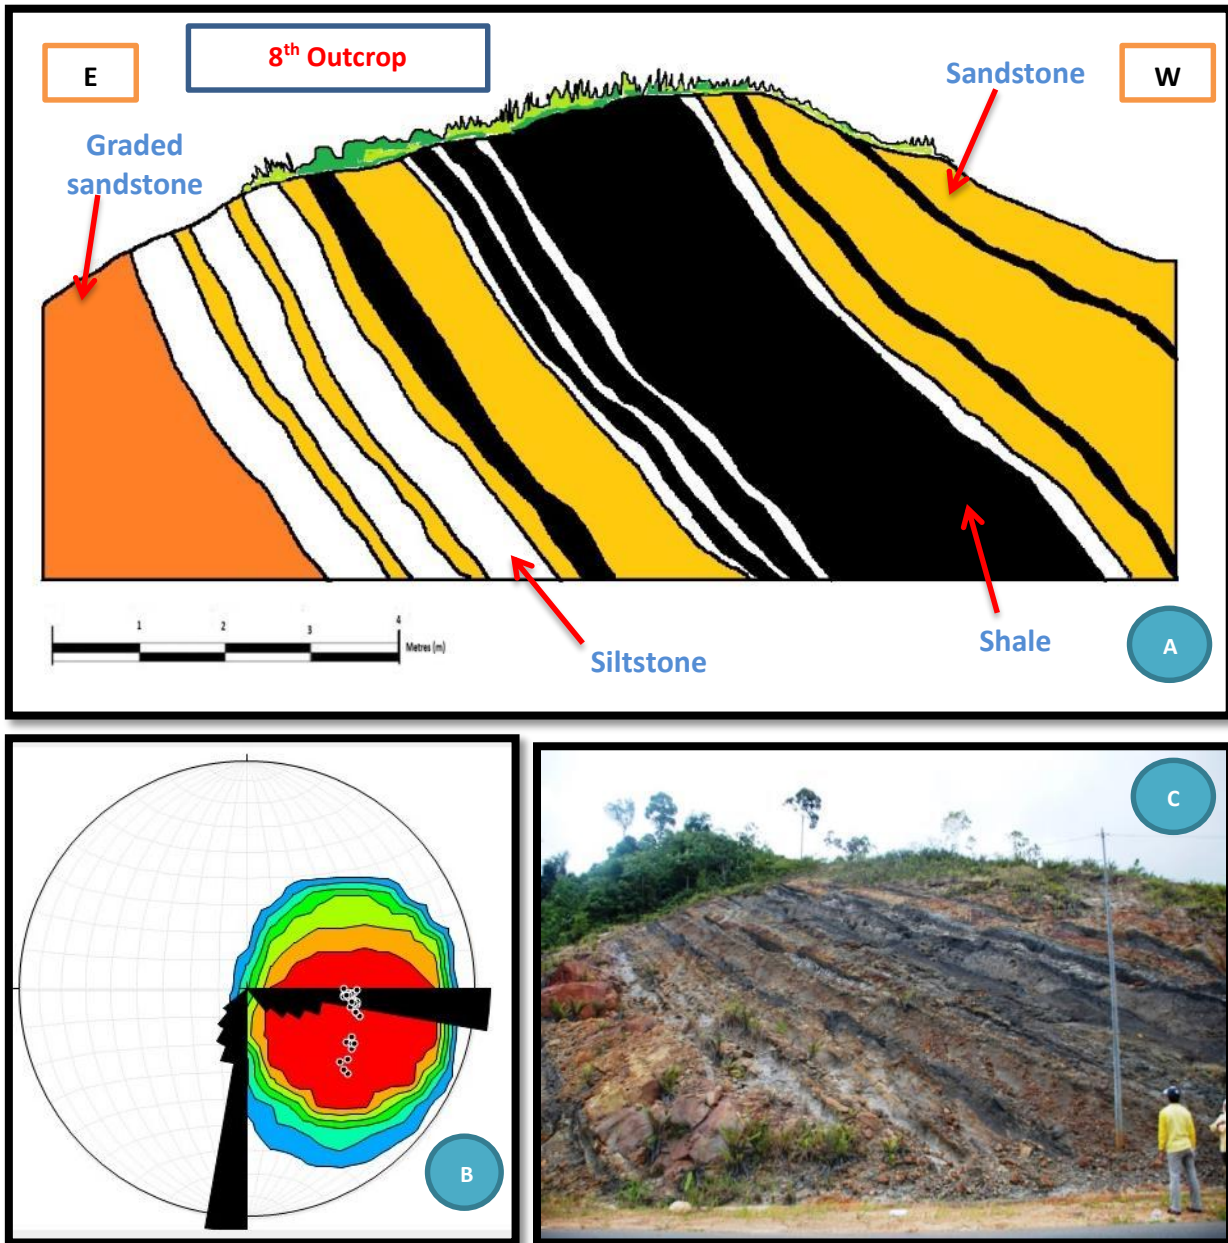 E
8th Outcrop
Sandstone
W
Graded
sandstone
1
2
3
4
Metres (m)
Siltstone
Shale
A
B
C